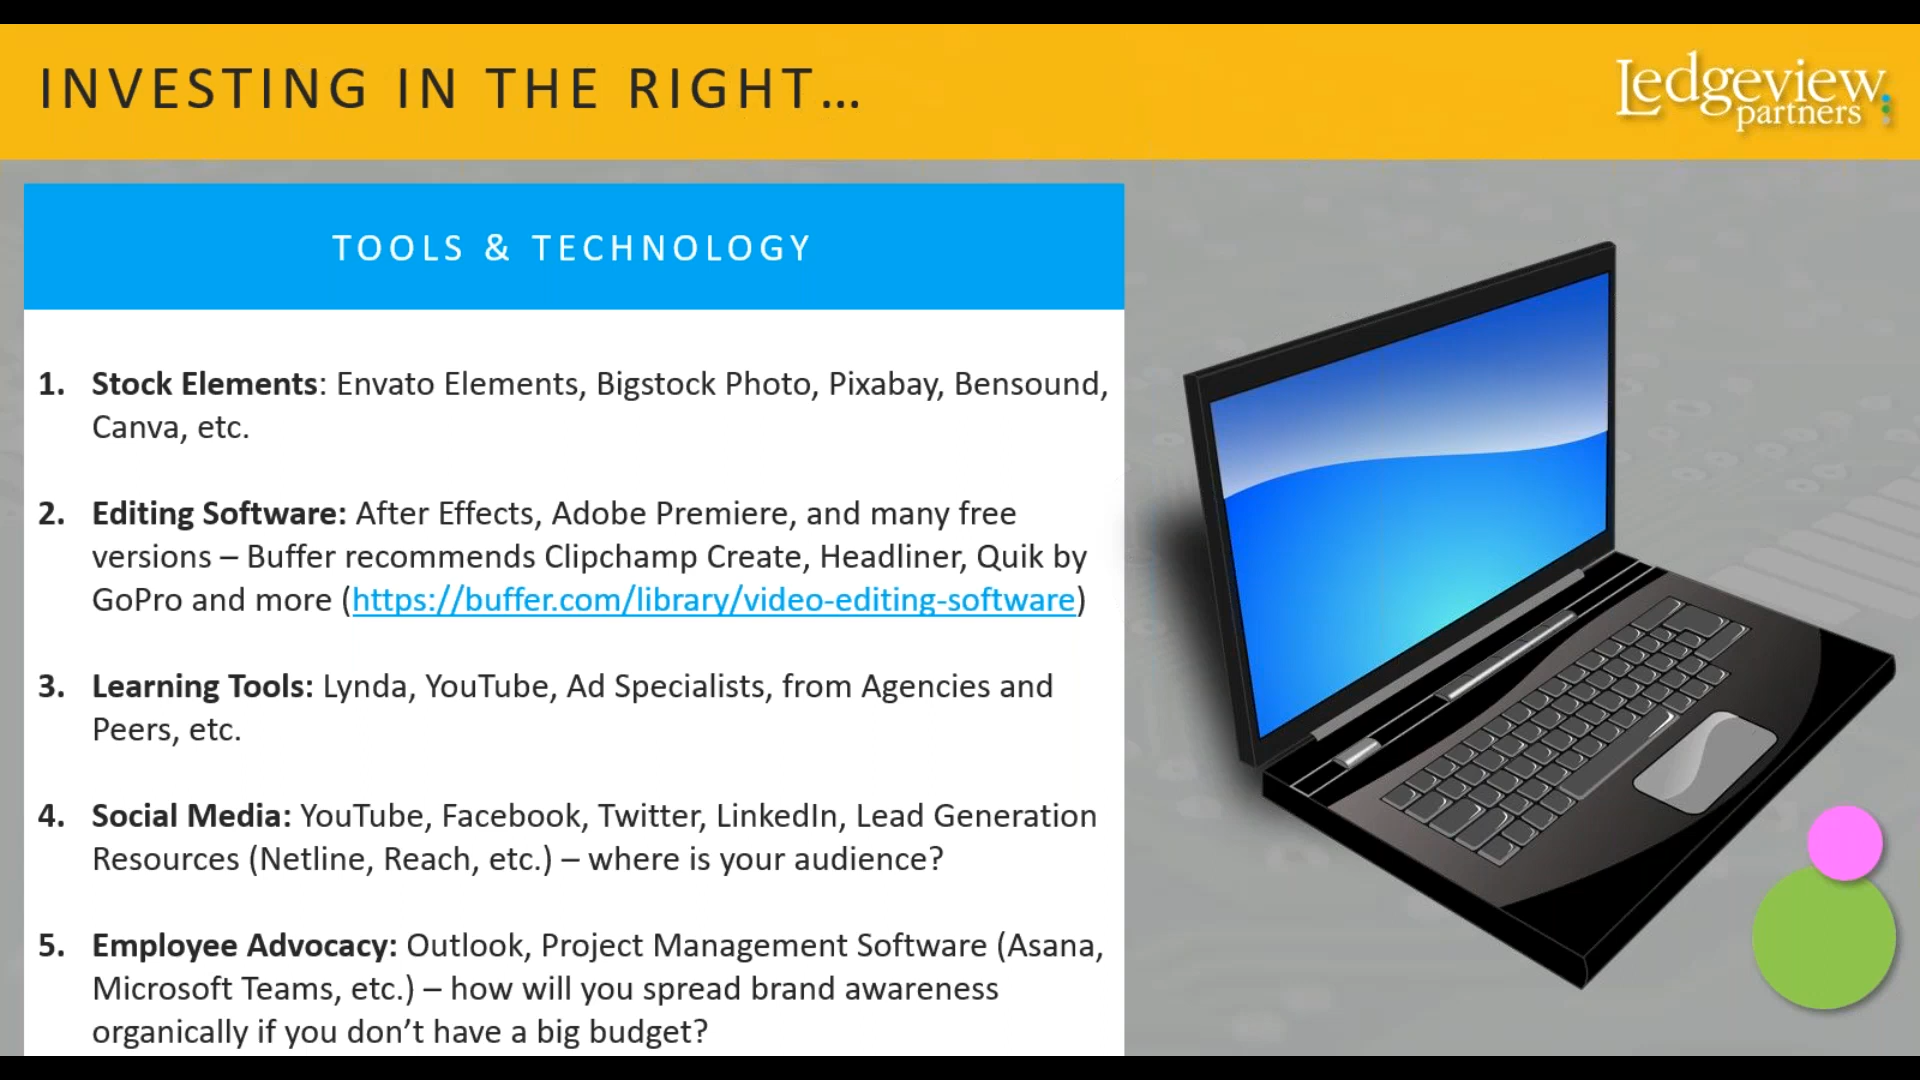 INVESTING IN THE RIGHT…
Ledgeview
partners
TOOLS & TECHNOLOGY
1. Stock Elements: Envato Elements, Bigstock Photo, Pixabay, Bensound,
Canva, etc.
2. Editing Software: After Effects, Adobe Premiere, and many free
versions – Buffer recommends Clipchamp Create, Headliner, Quik by
GoPro and more (https://buffer.com/library/video-editing-software)
3. Learning Tools: Lynda, YouTube, Ad Specialists, from Agencies and
Peers, etc.
4. Social Media: YouTube, Facebook, Twitter, LinkedIn, Lead Generation
Resources (Netline, Reach, etc.) – where is your audience?
5. Employee Advocacy: Outlook, Project Management Software (Asana,
Microsoft Teams, etc.) – how will you spread brand awareness
organically if you don’t have a big budget?